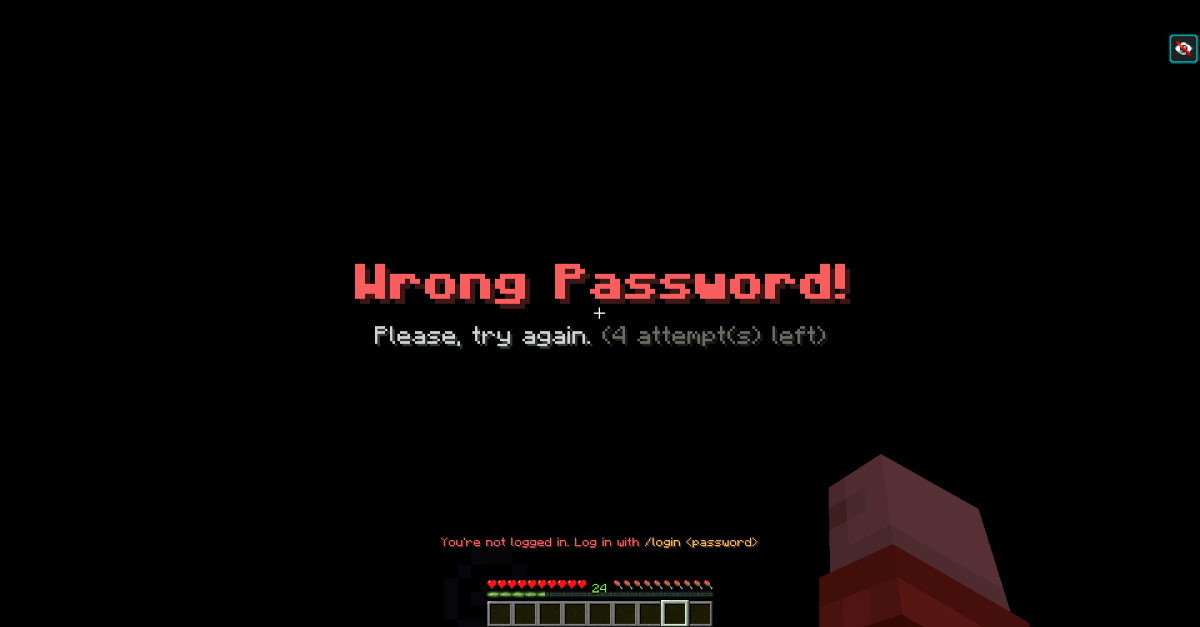 Wrong Password!
Please, try again. (4 attempt(s) left)
You're not logged in. Log in with /login <password>
24